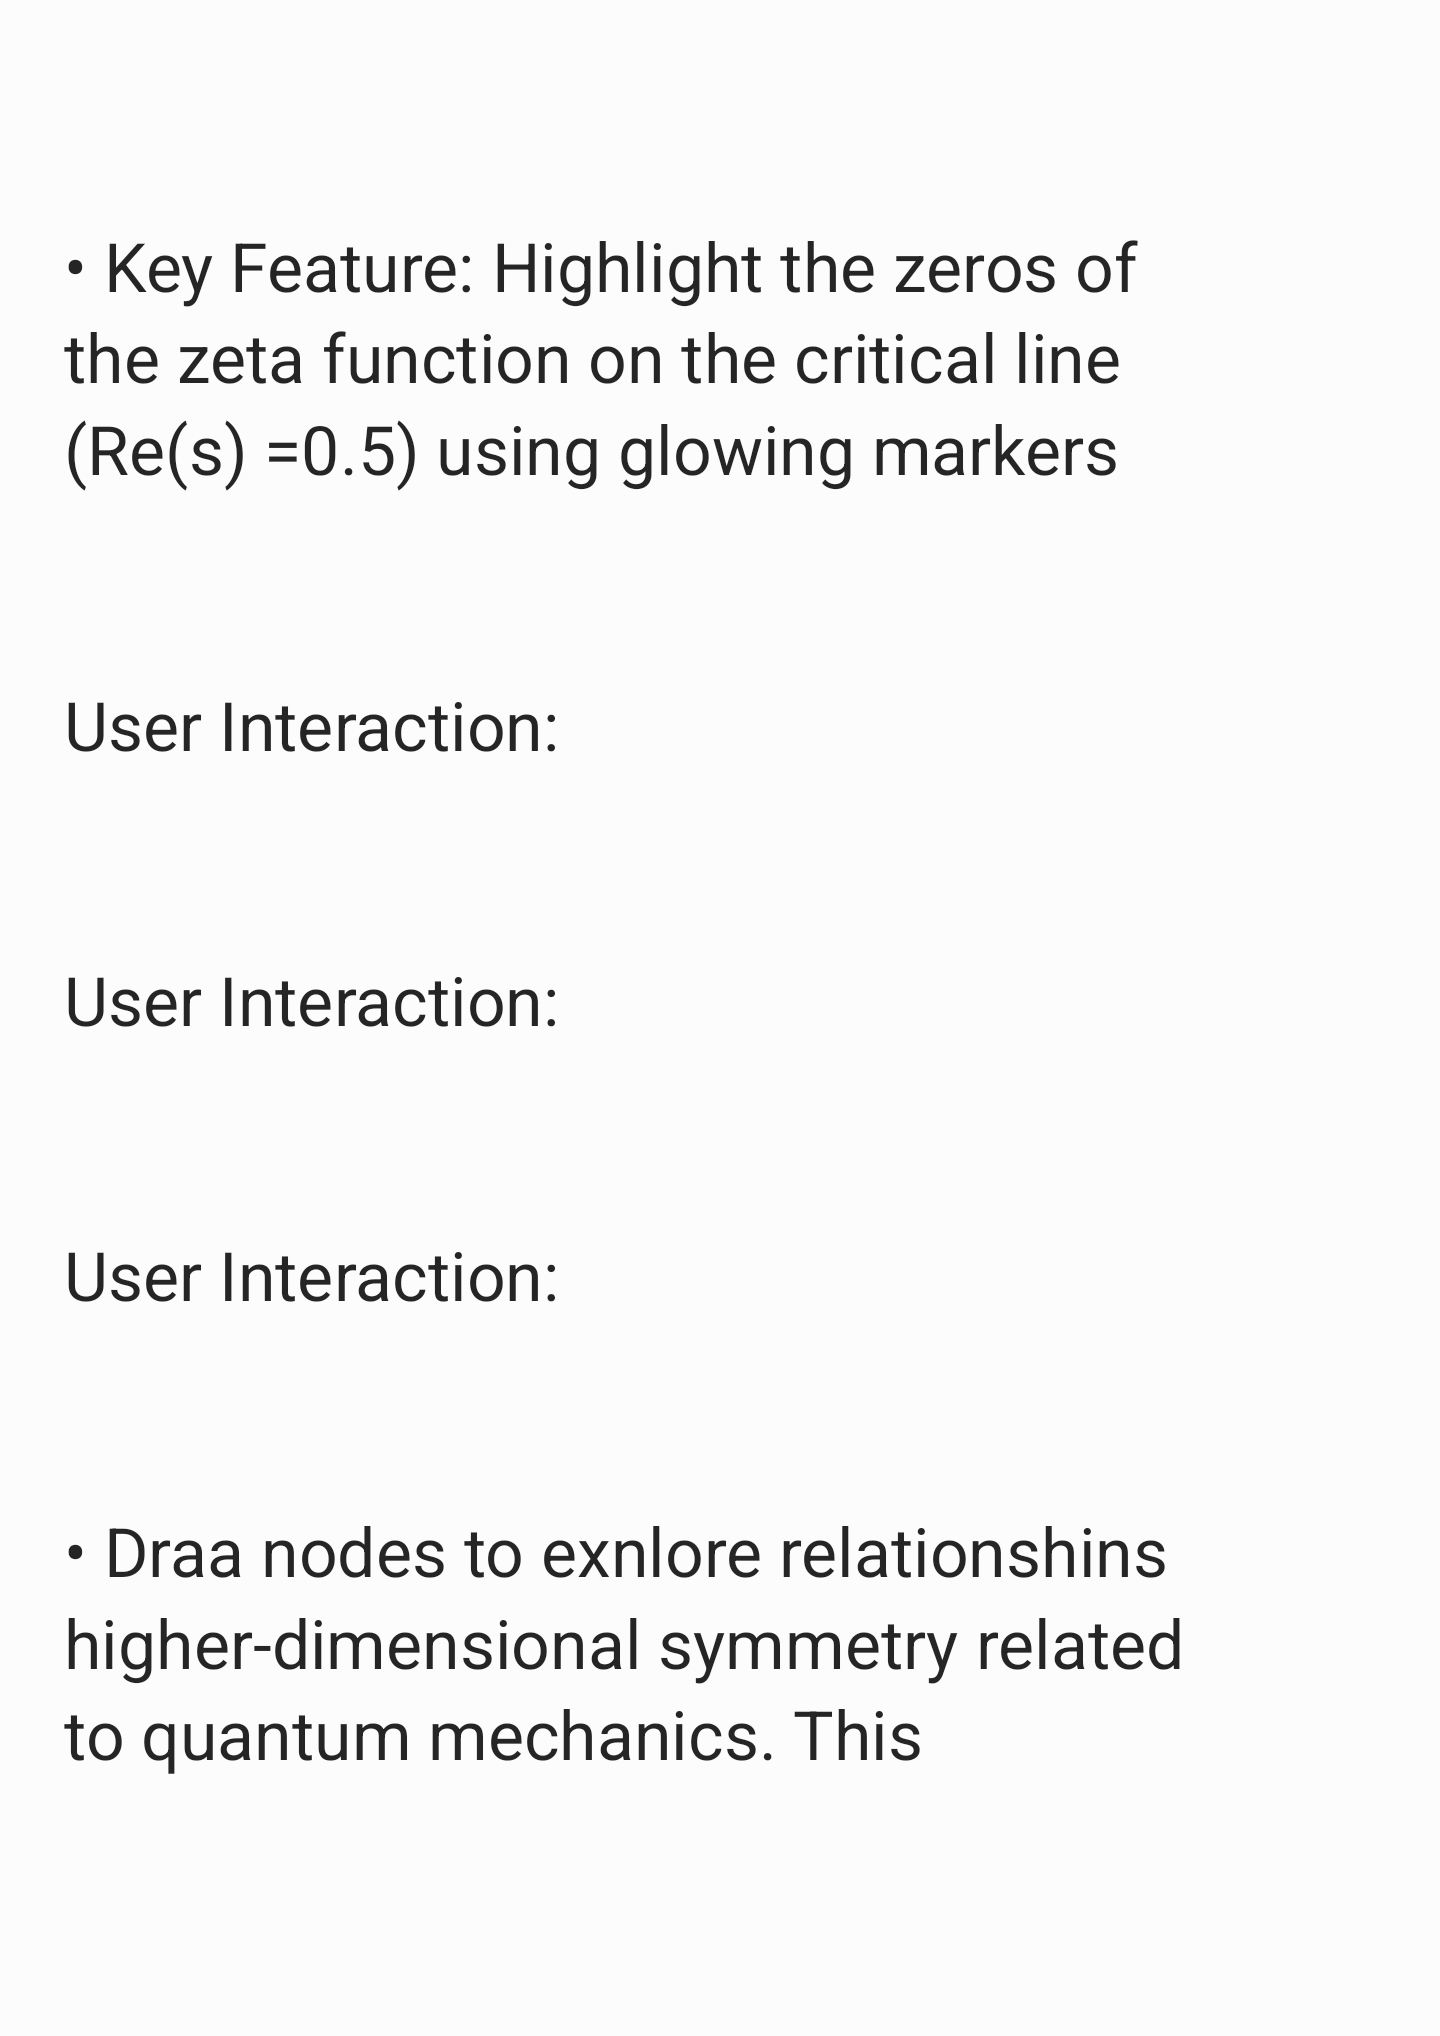 • Key Feature: Highlight the zeros of
the zeta function on the critical line
(Re(s) =0.5) using glowing markers
User Interaction:
User Interaction:
User Interaction:
• Draa nodes to exnlore relationshins
higher-dimensional symmetry related
to quantum mechanics. This